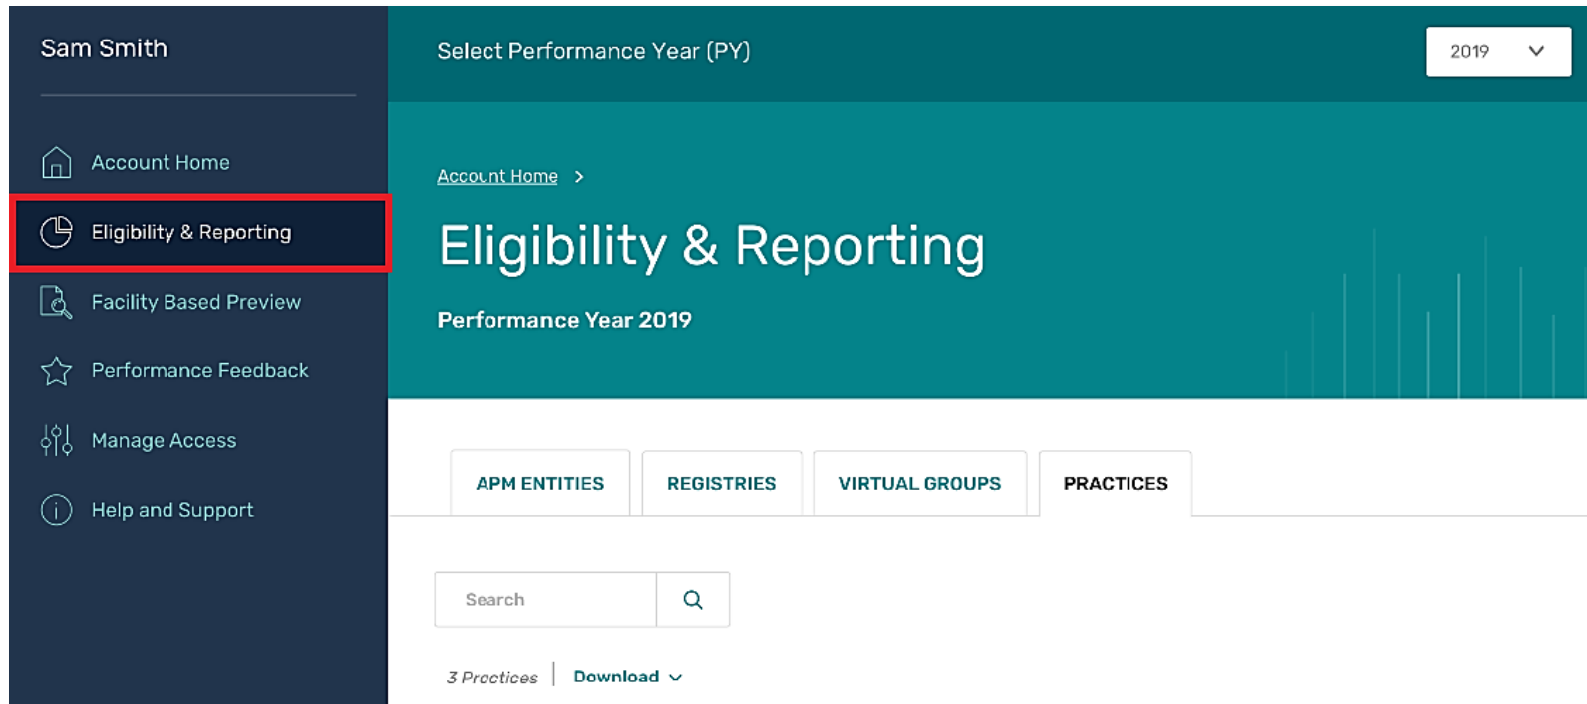 Sam Smith
Account Home
Eligibility & Reporting
Facility Based Preview
Performance Feedback
Manage Access
Help and Support
Select Performance Year (PY)
2019
Account Home >
Eligibility & Reporting
Performance Year 2019
APM ENTITIES REGISTRIES VIRTUAL GROUPS PRACTICES
Search
3 Practices | Download